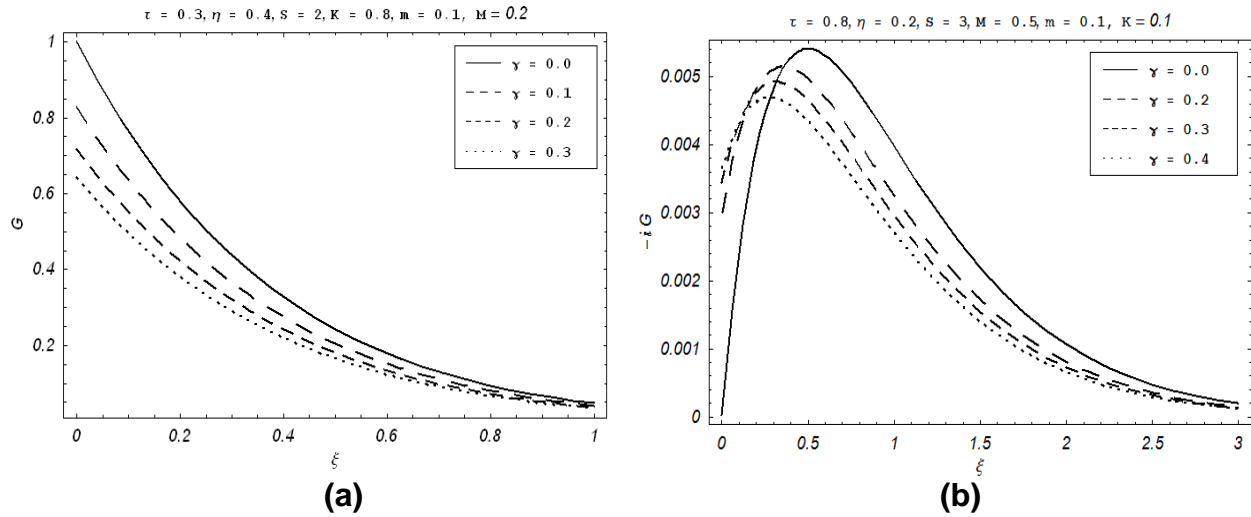 τ = 0.3, η = 0.4, S = 2, K = 0.8, m = 0.1, M = 0.2
γ = 0.0
γ = 0.1
γ = 0.2
γ = 0.3
1
0.8
0.6
0.4
0.2
G
0 0.2 0.4 0.6 0.8 1
ξ
(a)
τ = 0.8, η = 0.2, S = 3, M = 0.5, m = 0.1, K = 0.1
γ = 0.0
γ = 0.2
γ = 0.3
γ = 0.4
0.005
0.004
0.003
0.002
0.001
0
-i G
0 0.5 1 1.5 2 2.5 3
ξ
(b)